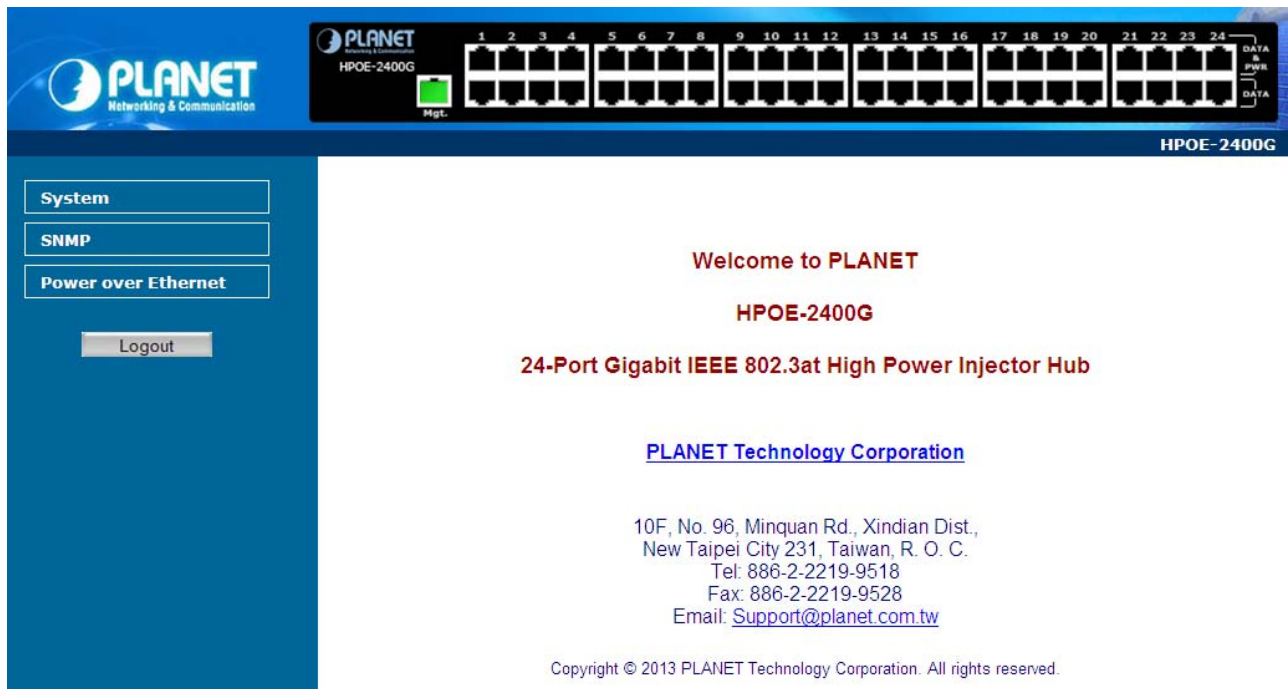 PLANET
Networking & Communication
PLANET
Networking & Communication
HPOE-2400G
Mgt.
1 2 3 4 5 6 7 8 9 10 11 12 13 14 15 16 17 18 19 20 21 22 23 24
DATA
&
PWR
DATA
HPOE-2400G
System
SNMP
Power over Ethernet
Logout
Welcome to PLANET
HPOE-2400G
24-Port Gigabit IEEE 802.3at High Power Injector Hub
PLANET Technology Corporation
10F, No. 96, Minquan Rd., Xindian Dist.,
New Taipei City 231, Taiwan, R. O. C.
Tel: 886-2-2219-9518
Fax: 886-2-2219-9528
Email: Support@planet.com.tw
Copyright © 2013 PLANET Technology Corporation. All rights reserved.